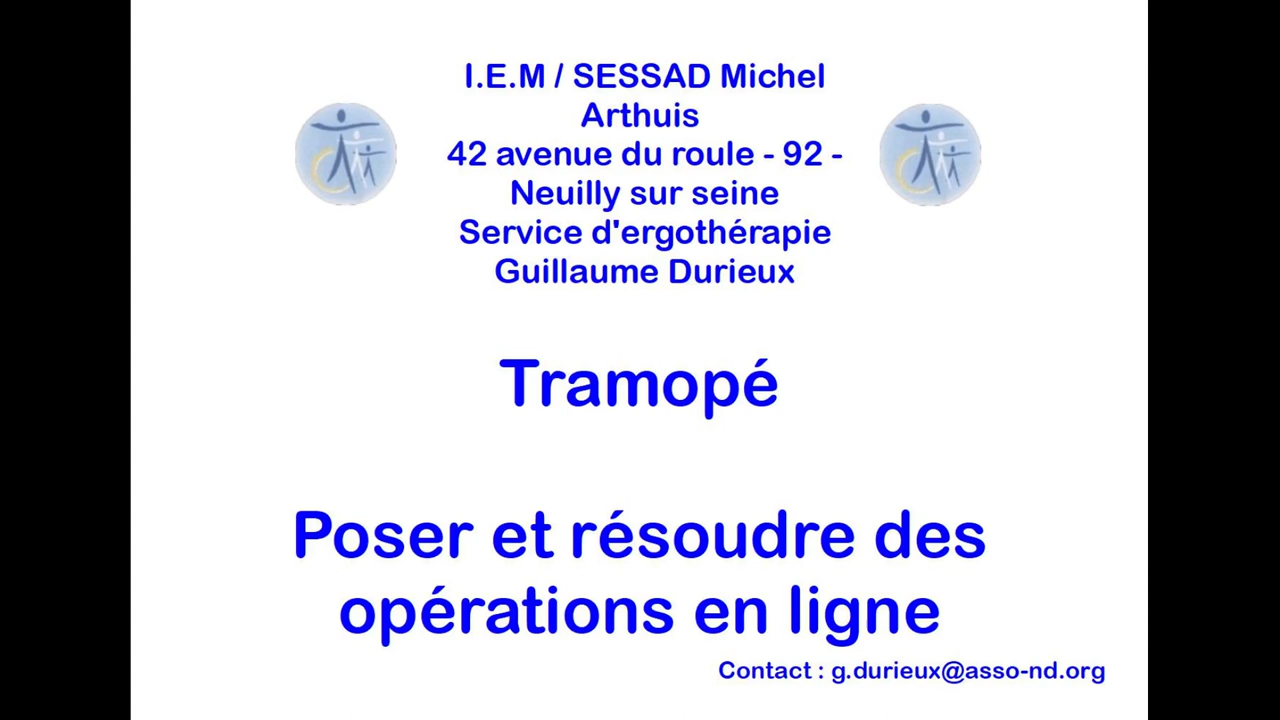 I.E.M / SESSAD Michel
Arthuis
42 avenue du roule - 92 -
Neuilly sur seine
Service d'ergothérapie
Guillaume Durieux
Tramopé
Poser et résoudre des
opérations en ligne
Contact : g.durieux@asso-nd.org